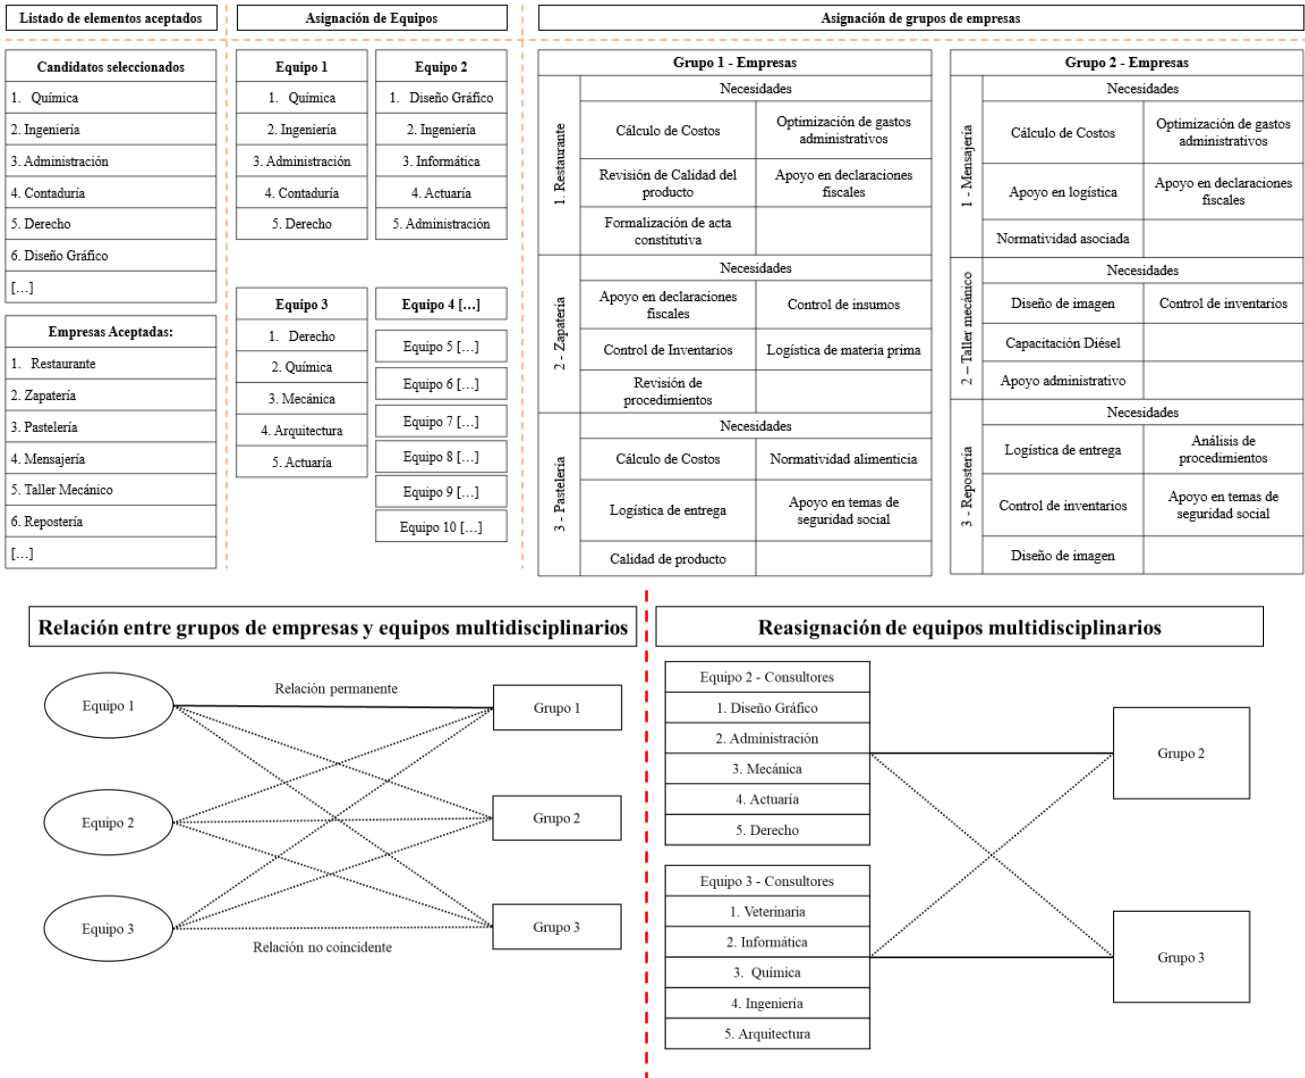 Listado de elementos aceptados
Asignación de Equipos
Asignación de grupos de empresas
Candidatos seleccionados
1. Química
2. Ingeniería
3. Administración
4. Contaduría
5. Derecho
6. Diseño Gráfico
[...]
Empresas Aceptadas:
1. Restaurante
2. Zapatería
3. Pastelería
4. Mensajería
5. Taller Mecánico
6. Repostería
[...]
Equipo 1
1. Química
2. Ingeniería
3. Administración
4. Contaduría
5. Derecho
Equipo 2
1. Diseño Gráfico
2. Ingeniería
3. Informática
4. Actuaría
5. Administración
Equipo 3
1. Derecho
2. Química
3. Mecánica
4. Arquitectura
5. Actuaría
Equipo 4 [...]
Equipo 5 [...]
Equipo 6 [...]
Equipo 7 [...]
Equipo 8 [...]
Equipo 9 [...]
Equipo 10 [...]
Grupo 1 - Empresas
1. Restaurante
Necesidades
Cálculo de Costos
Optimización de gastos
administrativos
Revisión de Calidad del
producto
Apoyo en declaraciones
fiscales
Formalización de acta
constitutiva
2 - Zapatería
Necesidades
Apoyo en declaraciones
fiscales
Control de insumos
Control de Inventarios
Logística de materia prima
Revisión de
procedimientos
3 - Pastelería
Necesidades
Cálculo de Costos
Normatividad alimenticia
Logística de entrega
Apoyo en temas de
seguridad social
Calidad de producto
Grupo 2 - Empresas
1 - Mensajería
Necesidades
Cálculo de Costos
Optimización de gastos
administrativos
Apoyo en logística
Apoyo en declaraciones
fiscales
Normatividad asociada
2 – Taller mecánico
Necesidades
Diseño de imagen
Control de inventarios
Capacitación Diésel
Apoyo administrativo
3 - Repostería
Necesidades
Logística de entrega
Análisis de
procedimientos
Control de inventarios
Apoyo en temas de
seguridad social
Diseño de imagen
Relación entre grupos de empresas y equipos multidisciplinarios
Equipo 1
Relación permanente
Grupo 1
Equipo 2
Grupo 2
Equipo 3
Relación no coincidente
Grupo 3
Reasignación de equipos multidisciplinarios
Equipo 2 - Consultores
1. Diseño Gráfico
2. Administración
3. Mecánica
4. Actuaría
5. Derecho
Grupo 2
Equipo 3 - Consultores
1. Veterinaria
2. Informática
3. Química
4. Ingeniería
5. Arquitectura
Grupo 3